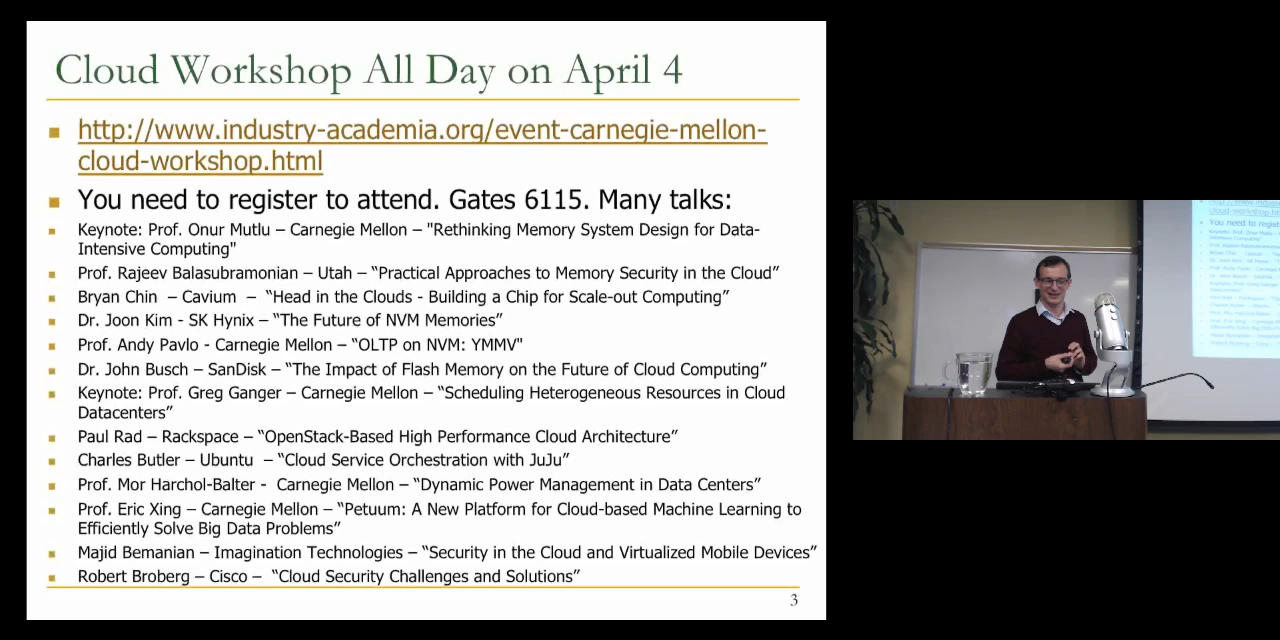 Cloud Workshop All Day on April 4
http://www.industry-academia.org/event-carnegie-mellon-
cloud-workshop.html
You need to register to attend. Gates 6115. Many talks:
Keynote: Prof. Onur Mutlu – Carnegie Mellon – "Rethinking Memory System Design for Data-
Intensive Computing"
Prof. Rajeev Balasubramonian – Utah – “Practical Approaches to Memory Security in the Cloud”
Bryan Chin – Cavium – “Head in the Clouds - Building a Chip for Scale-out Computing”
Dr. Joon Kim - SK Hynix – “The Future of NVM Memories”
Prof. Andy Pavlo - Carnegie Mellon – “OLTP on NVM: YMMV"
Dr. John Busch – SanDisk – “The Impact of Flash Memory on the Future of Cloud Computing”
Keynote: Prof. Greg Ganger – Carnegie Mellon – “Scheduling Heterogeneous Resources in Cloud
Datacenters”
Paul Rad – Rackspace – “OpenStack-Based High Performance Cloud Architecture”
Charles Butler – Ubuntu – “Cloud Service Orchestration with JuJu”
Prof. Mor Harchol-Balter - Carnegie Mellon – “Dynamic Power Management in Data Centers”
Prof. Eric Xing – Carnegie Mellon – “Petuum: A New Platform for Cloud-based Machine Learning to
Efficiently Solve Big Data Problems”
Majid Bemanian – Imagination Technologies – “Security in the Cloud and Virtualized Mobile Devices”
Robert Broberg – Cisco – “Cloud Security Challenges and Solutions”
3
You need to regist